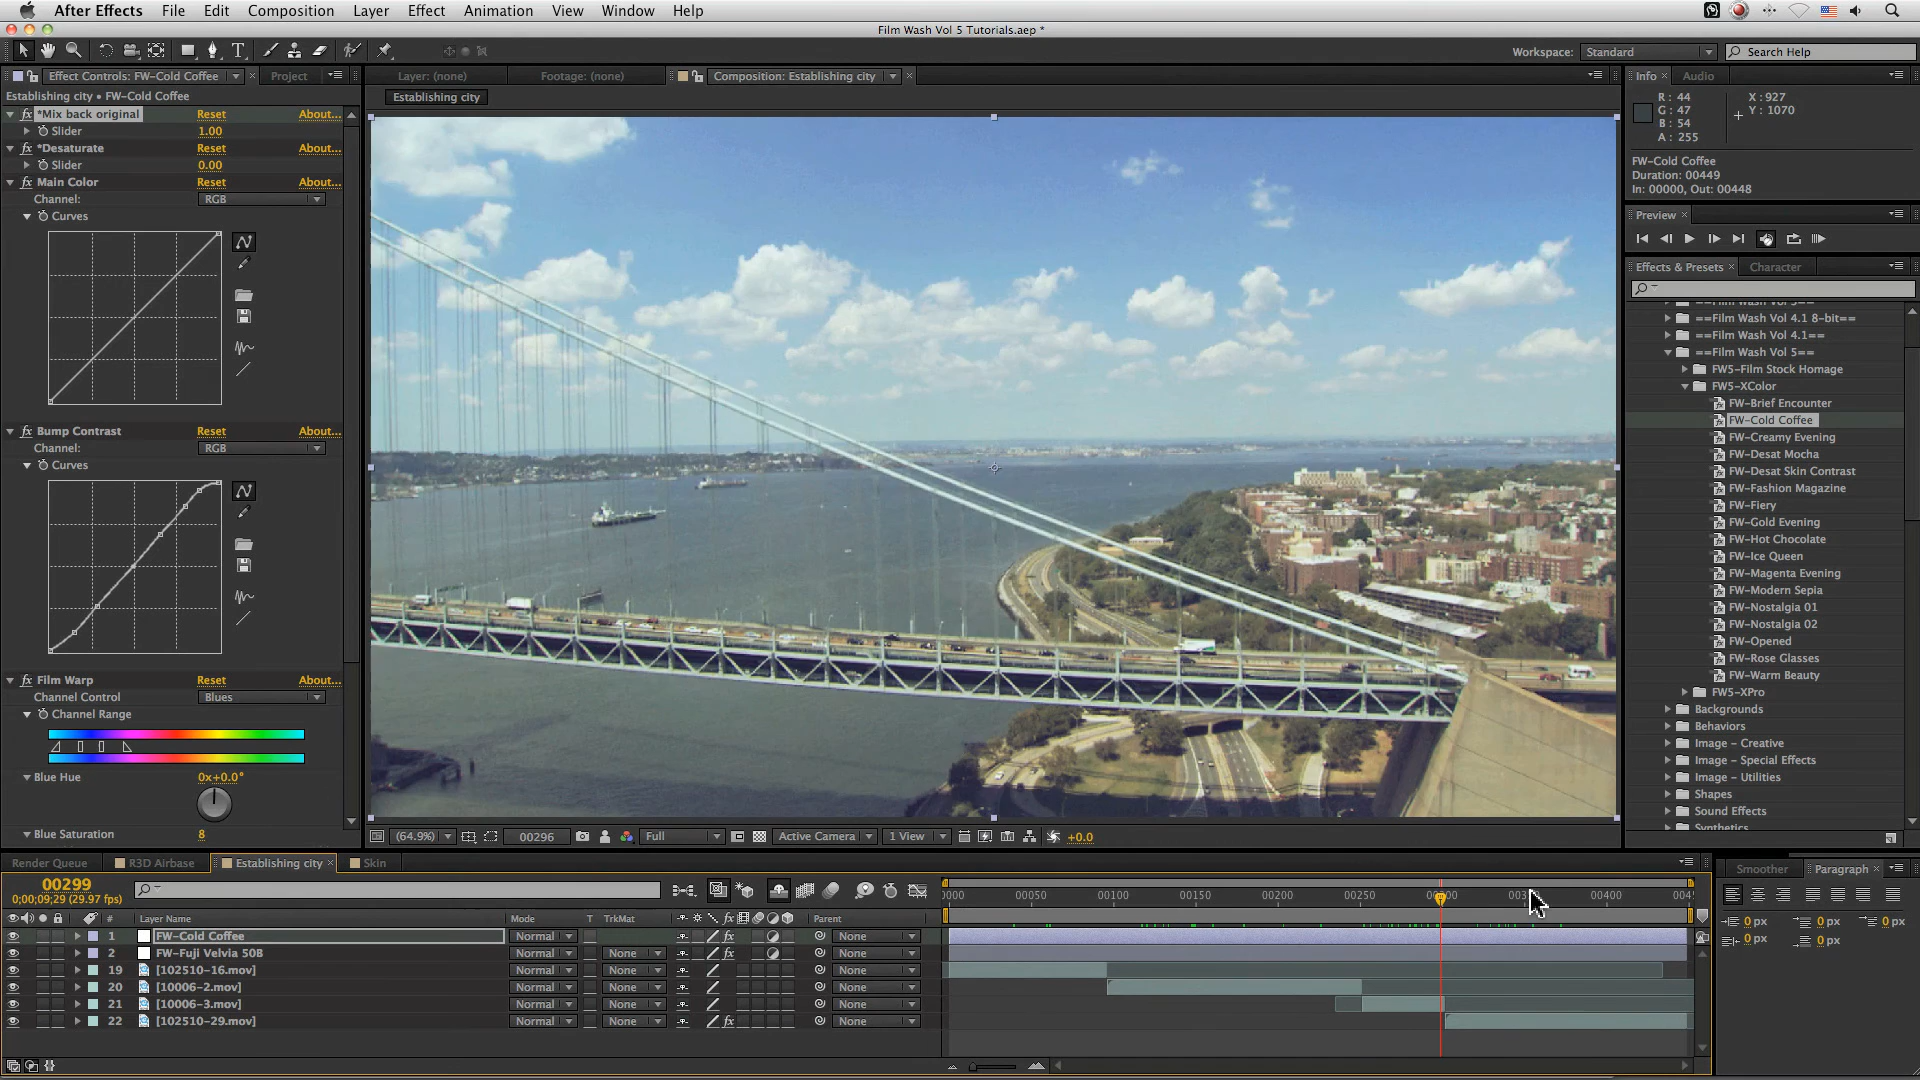 After Effects File Edit Composition Layer Effect Animation View Window Help
Film Wash Vol 5 Tutorials.aep *
Workspace: Standard Search Help
Effect Controls: FW-Cold Coffee Project
Layer: (none) Footage: (none) Composition: Establishing city
Info Audio
Establishing city • FW-Cold Coffee
Establishing city
R : 44 X : 927
G : 47 Y : 1070
B : 54
A : 255
*Mix back original Reset About...
Slider 1.00
*Desaturate Reset About...
Slider 0.00
Main Color Reset About...
Channel: RGB
Curves
Bump Contrast Reset About...
Channel: RGB
Curves
Film Warp Reset About...
Channel Control Blues
Channel Range
Blue Hue 0x+0.0°
Blue Saturation 8
FW-Cold Coffee
Duration: 00449
In: 00000, Out: 00448
Preview
Effects & Presets Character
==Film Wash Vol 4.1 8-bit==
==Film Wash Vol 4.1==
==Film Wash Vol 5==
FW5-Film Stock Homage
FW5-XColor
FW-Brief Encounter
FW-Cold Coffee
FW-Creamy Evening
FW-Desat Mocha
FW-Desat Skin Contrast
FW-Fashion Magazine
FW-Fiery
FW-Gold Evening
FW-Hot Chocolate
FW-Ice Queen
FW-Magenta Evening
FW-Modern Sepia
FW-Nostalgia 01
FW-Nostalgia 02
FW-Opened
FW-Rose Glasses
FW-Warm Beauty
FW5-XPro
Backgrounds
Behaviors
Image - Creative
Image - Special Effects
Image - Utilities
Shapes
Sound Effects
Synthetics
(64.9%) 00296 Full Active Camera 1 View +0.0
Render Queue R3D Airbase Establishing city Skin
Smoother Paragraph
00299
0;00;09;29 (29.97 fps)
0000 00050 00100 00150 00200 00250 00400
# Layer Name Mode T TrkMat Parent
1 FW-Cold Coffee Normal None
2 FW-Fuji Velvia 50B Normal None None
19 [102510-16.mov] Normal None None
20 [10006-2.mov] Normal None None
21 [10006-3.mov] Normal None None
22 [102510-29.mov] Normal None None
0 px 0 px 0 px
0 px 0 px